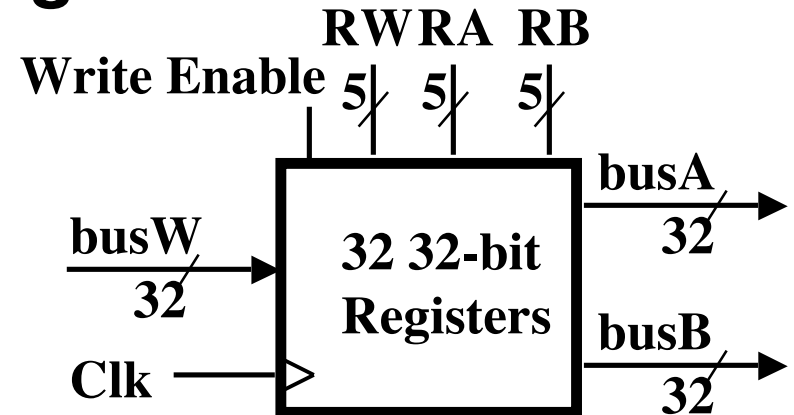 RW RA RB
Write Enable
5 5 5
busA
32
busW
32
32 32-bit
Registers
busB
32
Clk